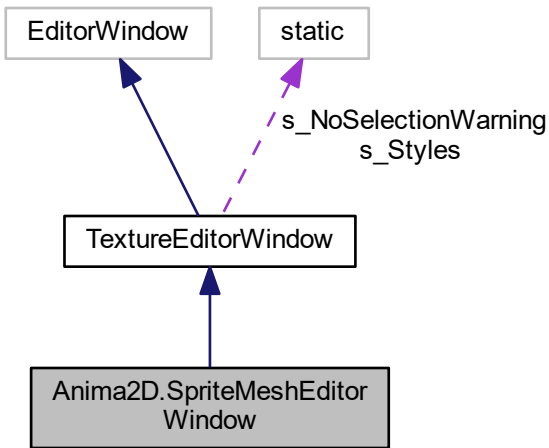 EditorWindow
static
s_NoSelectionWarning
s_Styles
TextureEditorWindow
Anima2D.SpriteMeshEditor
Window